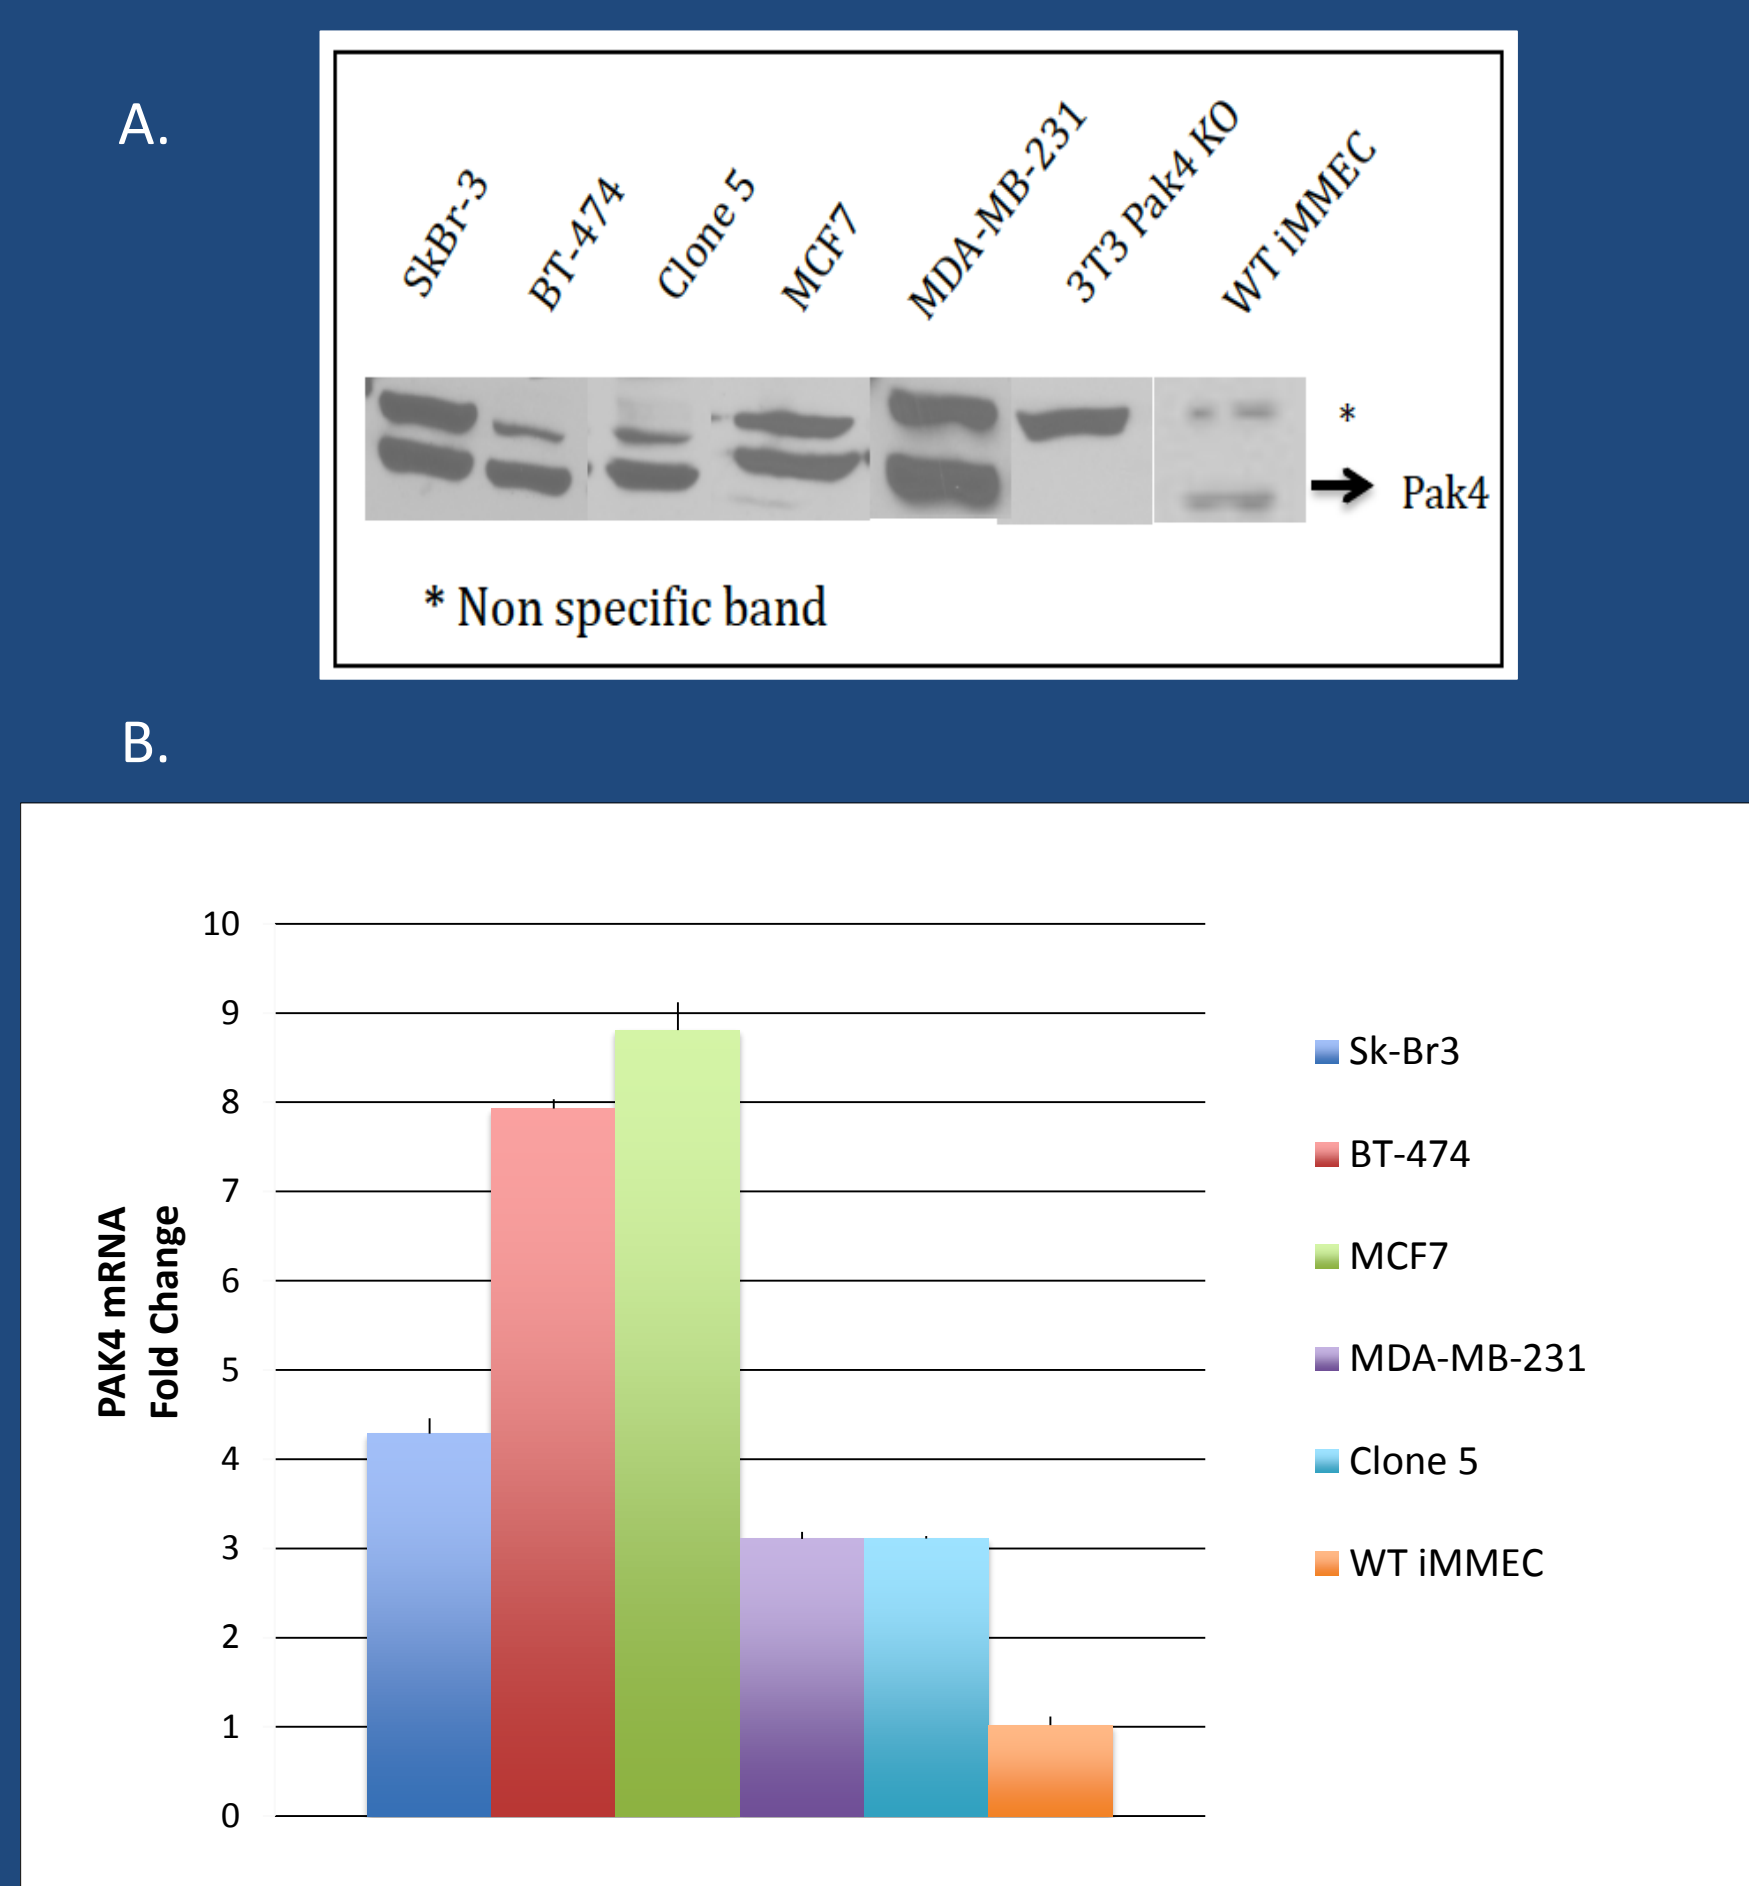 A.
SkBr-3
BT-474
Clone 5
MCF7
MDA-MB-231
3T3 Pak4 KO
WT iMMEC
*
Pak4
* Non specific band
B.
10
9
8
7
6
5
4
3
2
1
0
PAK4 mRNA
Fold Change
Sk-Br3
BT-474
MCF7
MDA-MB-231
Clone 5
WT iMMEC